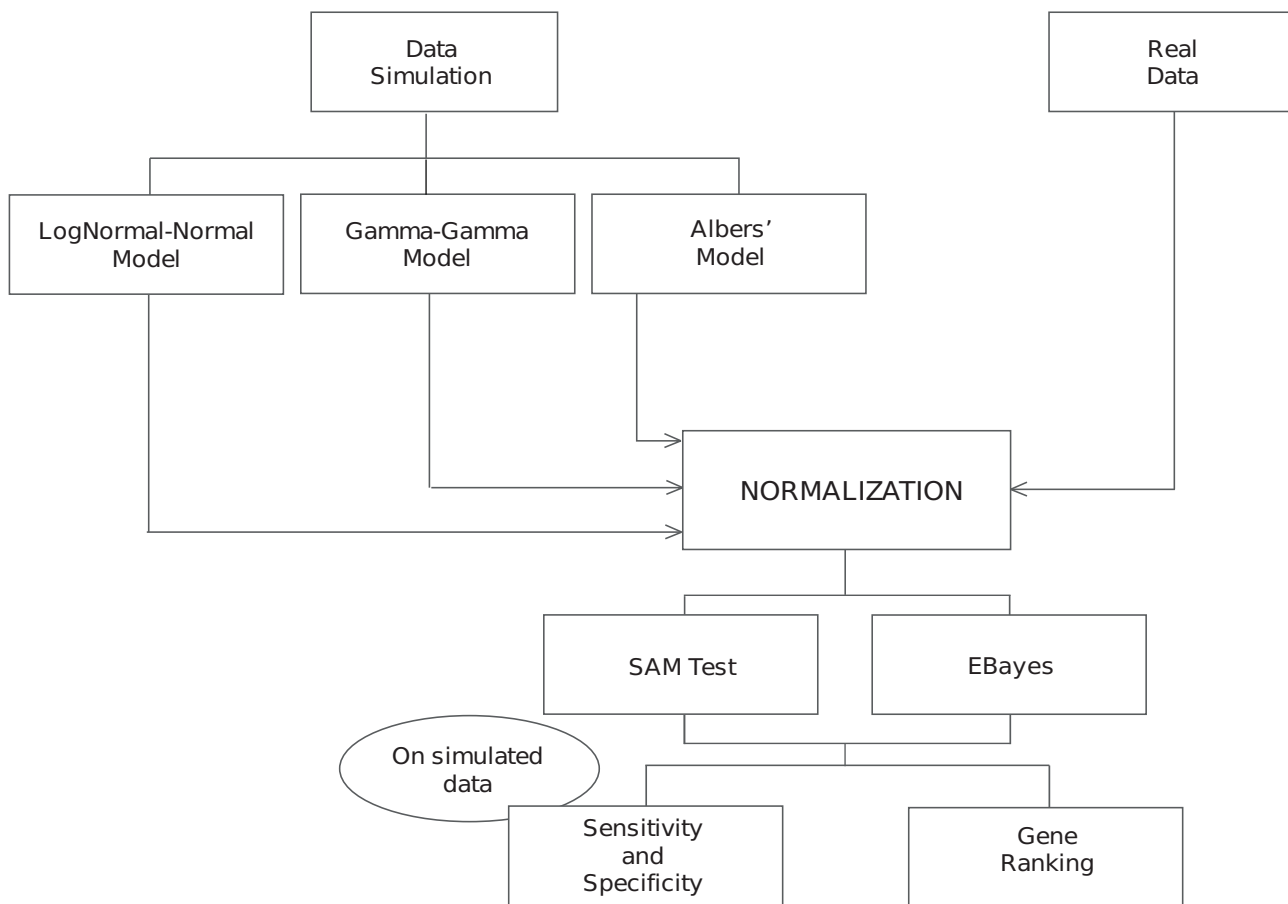 Data
Simulation
Real
Data
LogNormal-Normal
Model
Gamma-Gamma
Model
Albers’
Model
NORMALIZATION
SAM Test
EBayes
On simulated
data
Sensitivity
and
Specificity
Gene
Ranking